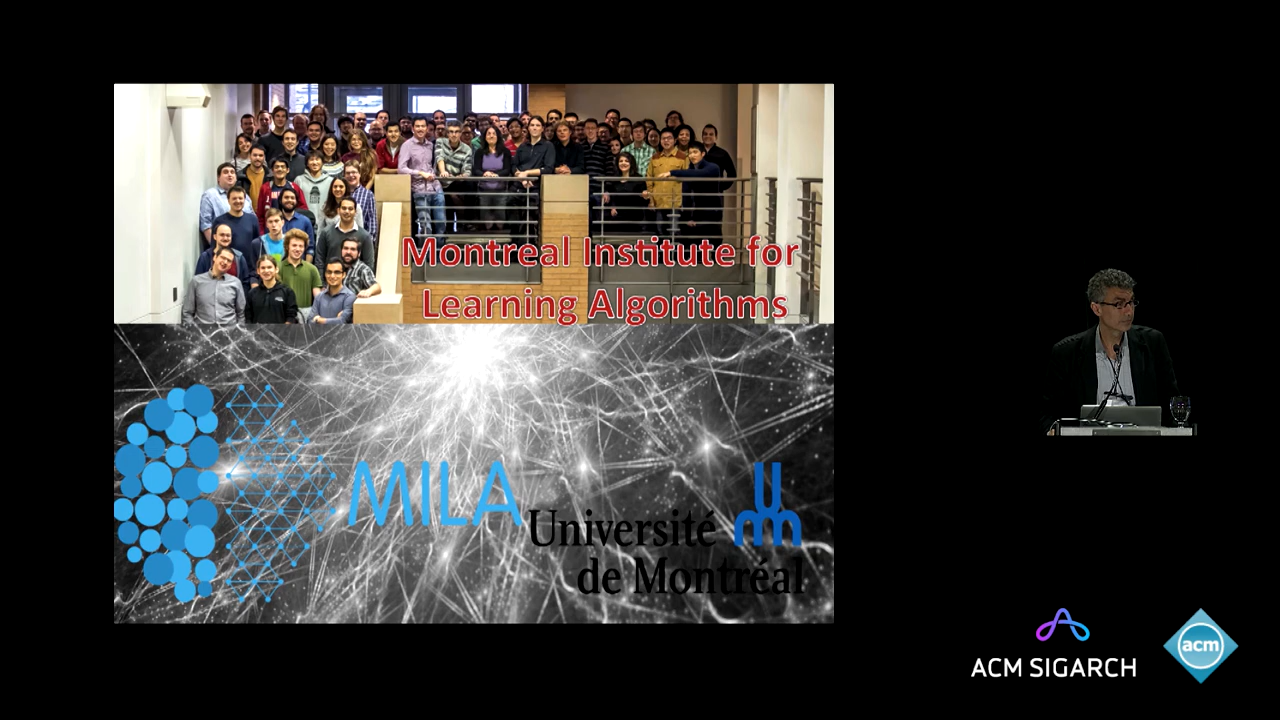 Montreal Institute for
Learning Algorithms
MILA
Université
de Montréal
ACM SIGARCH
acm